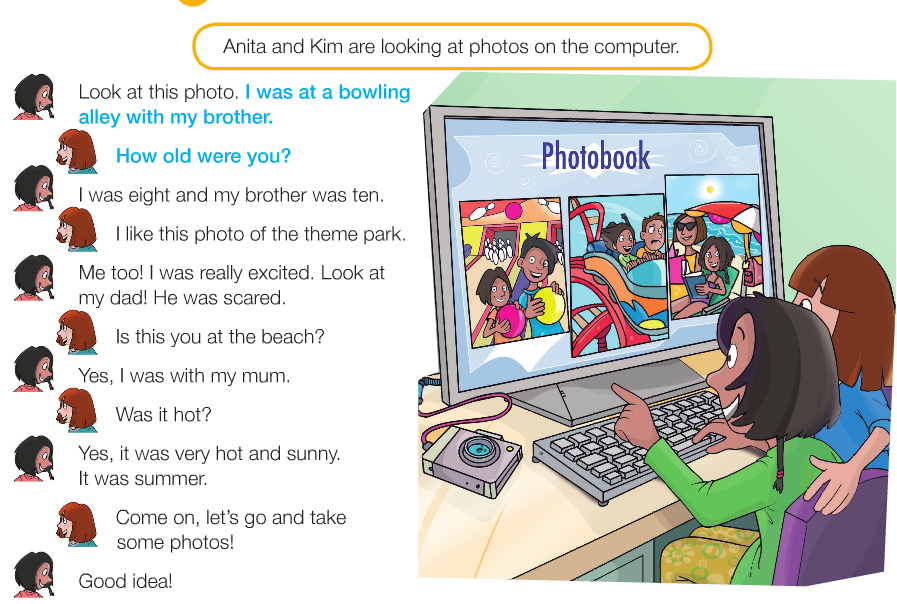 Anita and Kim are looking at photos on the computer.
Look at this photo. I was at a bowling
alley with my brother.
How old were you?
I was eight and my brother was ten.
I like this photo of the theme park.
Me too! I was really excited. Look at
my dad! He was scared.
Is this you at the beach?
Yes, I was with my mum.
Was it hot?
Yes, it was very hot and sunny.
It was summer.
Come on, let's go and take
some photos!
Good idea!
Photobook